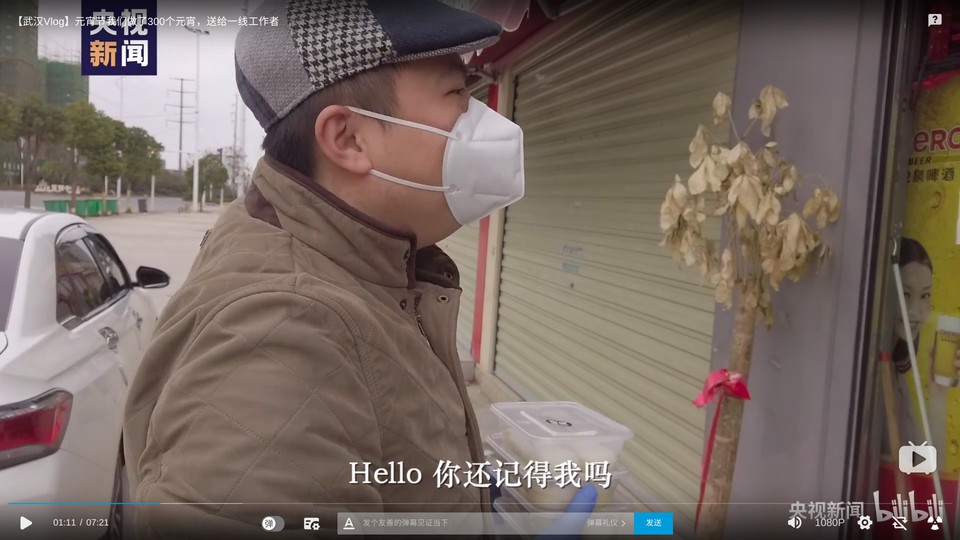 【武汉Vlog】元宵节我们做了300个元宵，送给一线工作者
央视
新闻
ERO
BEER
泉啤酒
Hello 你还记得我吗
央视新闻 bilibili
01:11 / 07:21
弹
A 发个友善的弹幕见证当下
弹幕礼仪 >
发送
1080P